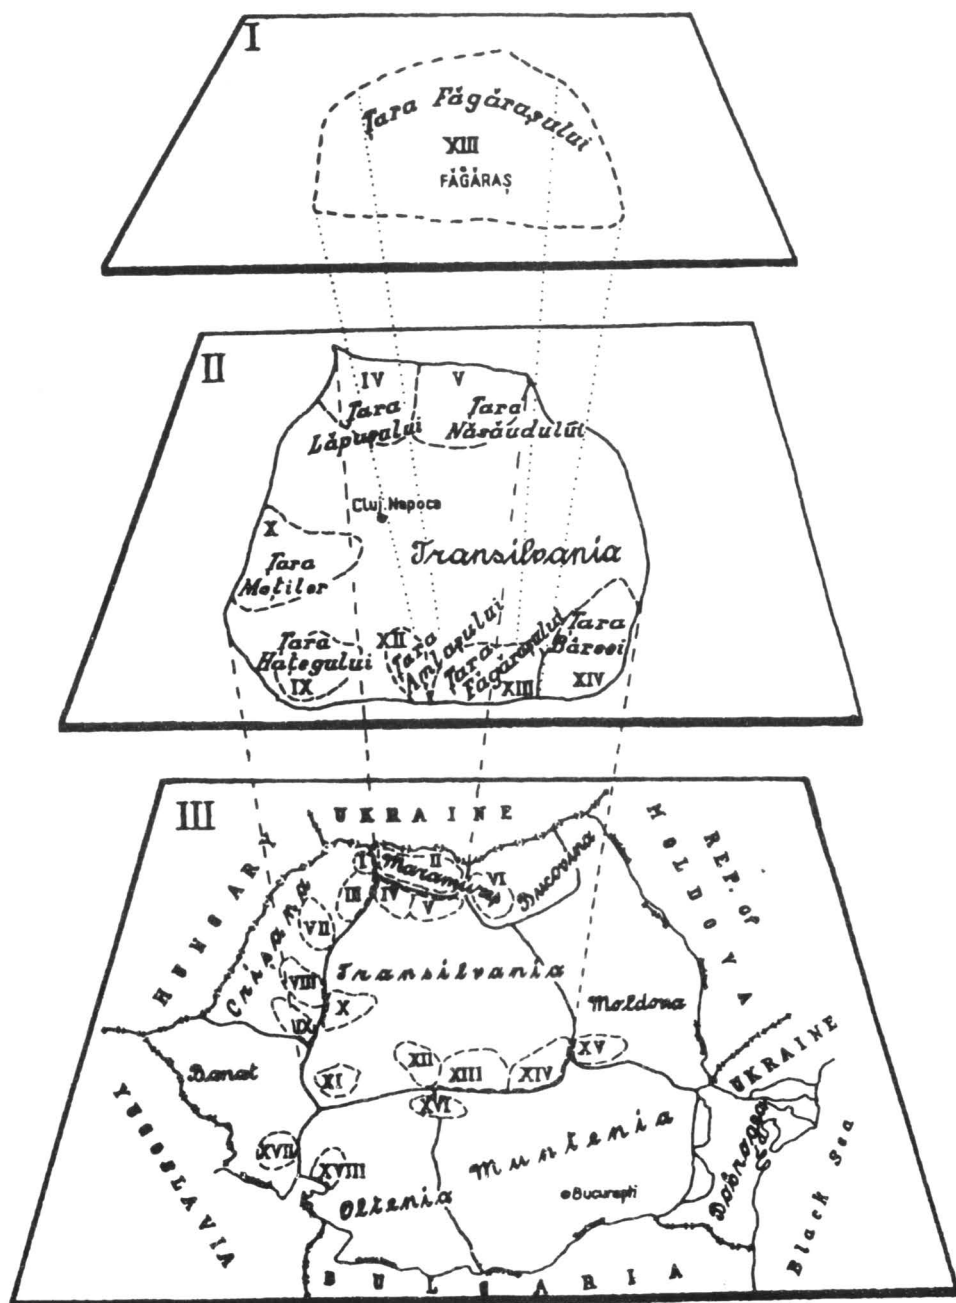 I
Țara Făgărașului
XIII
FĂGĂRAȘ
II
IV
V
Țara
Lăpușului
Țara
Năsăudului
Cluj.Napoca
X
Țara
Moților
Transilvania
Țara
Hațegului
IX
XII
Țara
Amlașului
Țara
Făgărașului
XIII
Țara
Bârsei
XIV
III
UKRAINE
HUNGARY
REP. of
MOLDOVA
I
II
Maramureș
III
IV
V
VI
Bucovina
Crișana
VII
VIII
IX
X
Transilvania
Moldova
Banat
XI
XII
XIII
XIV
XV
UKRAINE
XVI
YUGOSLAVIA
XVII
XVIII
Oltenia
Muntenia
București
Dobrogea
Black Sea
BULGARIA